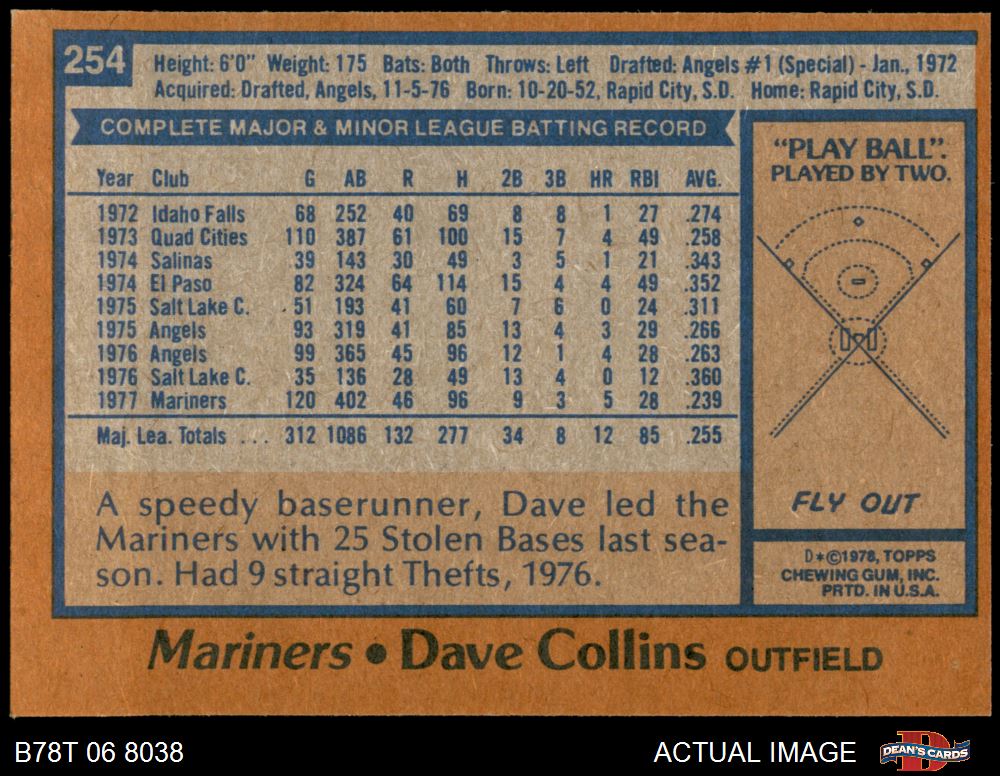 254
Height: 6'0" Weight: 175 Bats: Both Throws: Left Drafted: Angels #1 (Special) - Jan., 1972
Acquired: Drafted, Angels, 11-5-76 Born: 10-20-52, Rapid City, S.D. Home: Rapid City, S.D.
COMPLETE MAJOR & MINOR LEAGUE BATTING RECORD
Year Club G AB R H 2B 3B HR RBI AVG.
1972 Idaho Falls 68 252 40 69 8 8 1 27 .274
1973 Quad Cities 110 387 61 100 15 7 4 49 .258
1974 Salinas 39 143 30 49 3 5 1 21 .343
1974 El Paso 82 324 64 114 15 4 4 49 .352
1975 Salt Lake C. 51 193 41 60 7 6 0 24 .311
1975 Angels 93 319 41 85 13 4 3 29 .266
1976 Angels 99 365 45 96 12 1 4 28 .263
1976 Salt Lake C. 35 136 28 49 13 4 0 12 .360
1977 Mariners 120 402 46 96 9 3 5 28 .239
Maj. Lea. Totals ... 312 1086 132 277 34 8 12 85 .255
A speedy baserunner, Dave led the
Mariners with 25 Stolen Bases last sea-
son. Had 9 straight Thefts, 1976.
"PLAY BALL".
PLAYED BY TWO.
FLY OUT
D*©1978, TOPPS
CHEWING GUM, INC.
PRTD. IN U.S.A.
Mariners • Dave Collins OUTFIELD
B78T 06 8038
ACTUAL IMAGE
DEAN'S CARDS